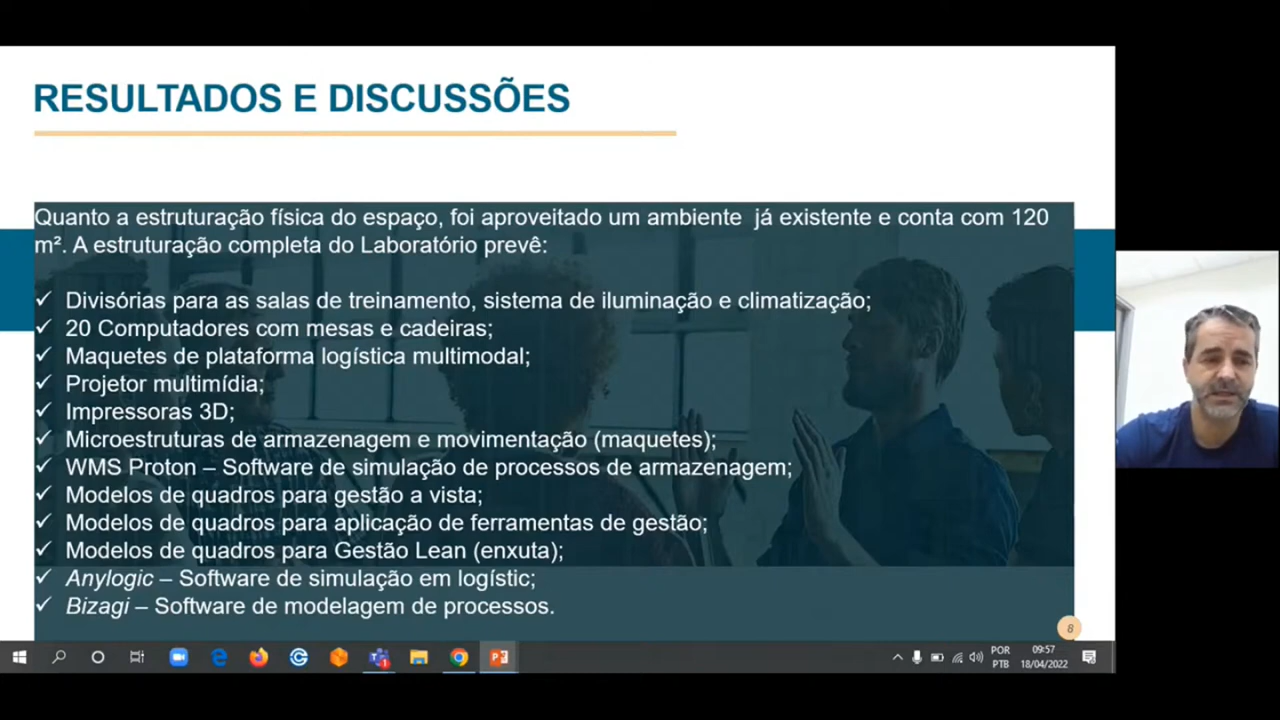 RESULTADOS E DISCUSSÕES
Quanto a estruturação física do espaço, foi aproveitado um ambiente já existente e conta com 120
m². A estruturação completa do Laboratório prevê:
✓ Divisórias para as salas de treinamento, sistema de iluminação e climatização;
✓ 20 Computadores com mesas e cadeiras;
✓ Maquetes de plataforma logística multimodal;
✓ Projetor multimídia;
✓ Impressoras 3D;
✓ Microestruturas de armazenagem e movimentação (maquetes);
✓ WMS Proton – Software de simulação de processos de armazenagem;
✓ Modelos de quadros para gestão a vista;
✓ Modelos de quadros para aplicação de ferramentas de gestão;
✓ Modelos de quadros para Gestão Lean (enxuta);
✓ Anylogic – Software de simulação em logístic;
✓ Bizagi – Software de modelagem de processos.
8
POR
PTB
09:57
18/04/2022